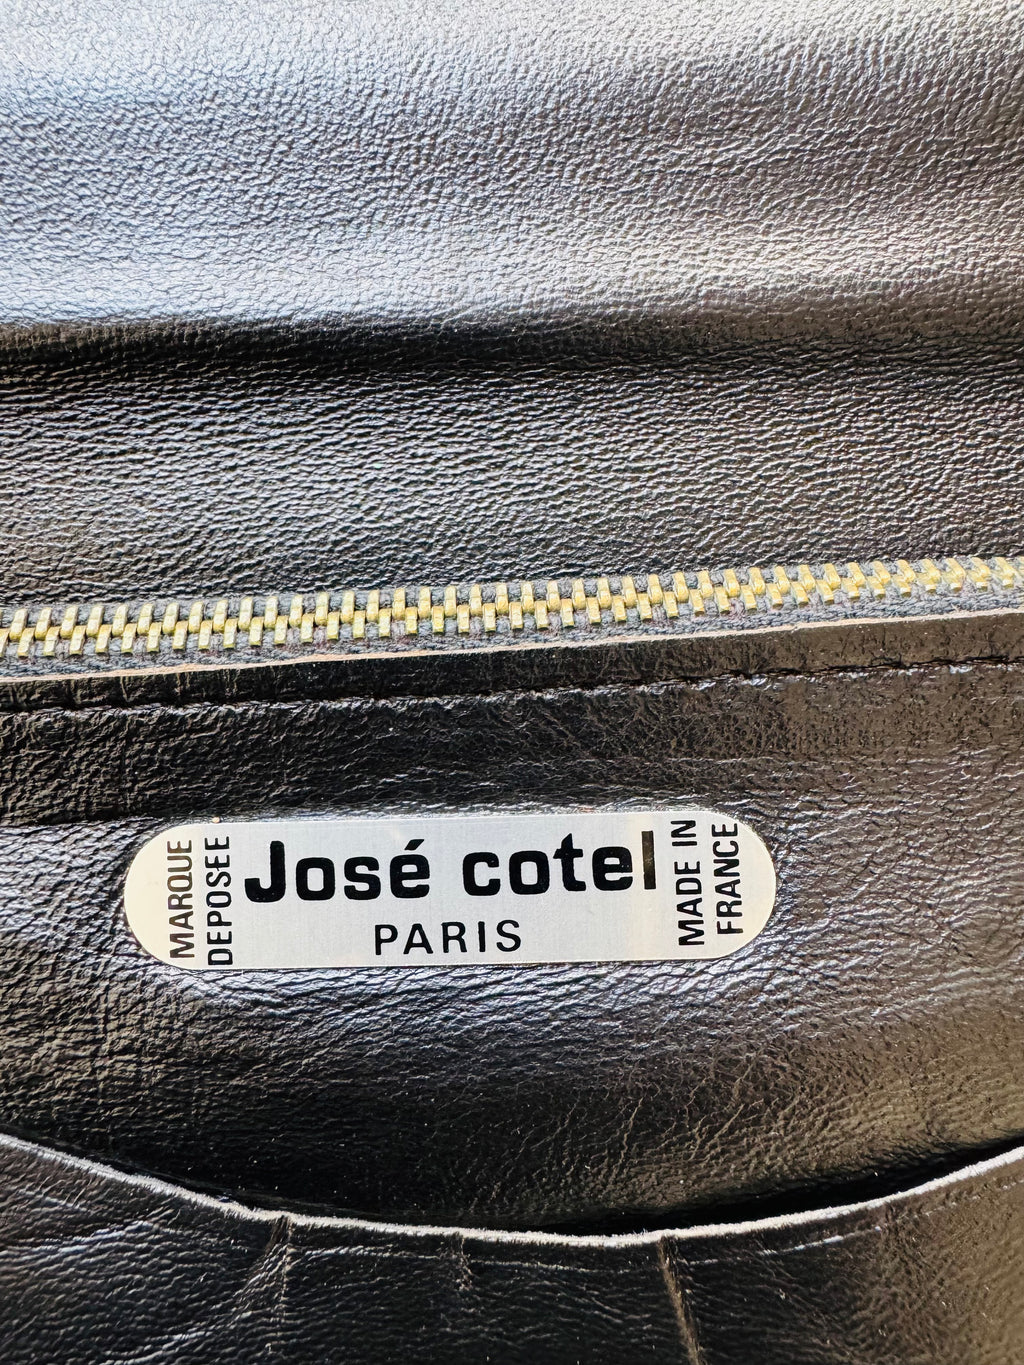 MARQUE
DEPOSEE
José cotel
PARIS
MADE IN
FRANCE